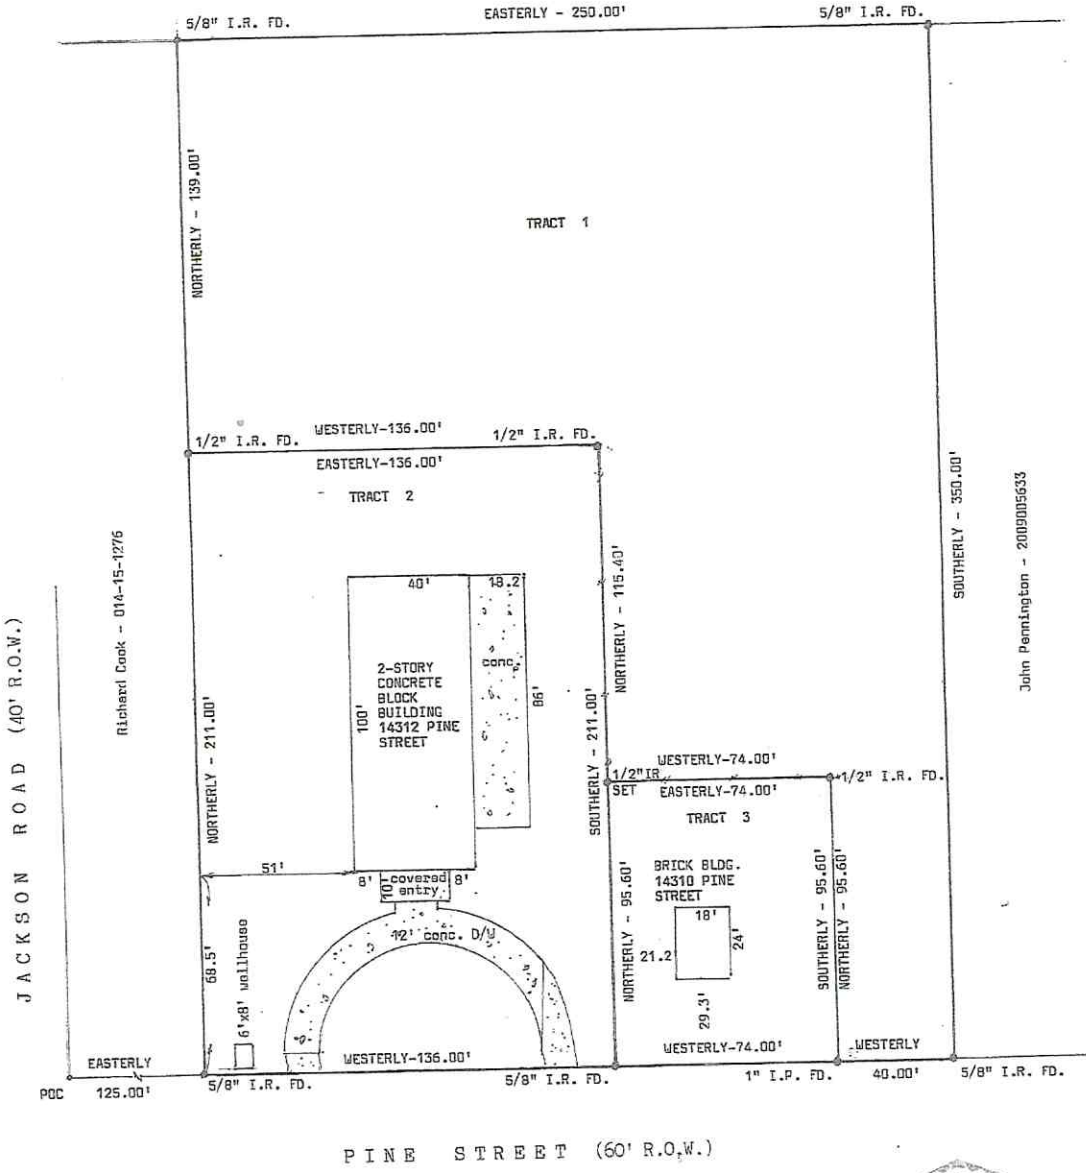 EASTERLY - 250.00'
5/8" I.R. FD.
5/8" I.R. FD.
NORTHERLY - 139.00'
TRACT 1
WESTERLY-136.00'
1/2" I.R. FD.
1/2" I.R. FD.
EASTERLY-136.00'
TRACT 2
SOUTHERLY - 350.00'
John Pennington - 2009005633
Richard Cook - 014-15-1276
JACKSON ROAD (40' R.O.W.)
NORTHERLY - 211.00'
40'
18.2
conc.
2-STORY
CONCRETE
BLOCK
BUILDING
14312 PINE
STREET
100'
86'
NORTHERLY - 115.40'
SOUTHERLY - 211.00'
WESTERLY-74.00'
1/2"IR
SET
1/2" I.R. FD.
EASTERLY-74.00'
TRACT 3
BRICK BLDG.
14310 PINE
STREET
18'
21.2
24'
29.3'
NORTHERLY - 95.60'
SOUTHERLY - 95.60'
NORTHERLY - 95.60'
51'
8'
10'
covered
entry
8'
12' conc. D/W
68.5'
6'x8' wellhouse
EASTERLY
WESTERLY-136.00'
WESTERLY-74.00'
WESTERLY
POC
125.00'
5/8" I.R. FD.
5/8" I.R. FD.
1" I.P. FD.
40.00'
5/8" I.R. FD.
PINE STREET (60' R.O.W.)